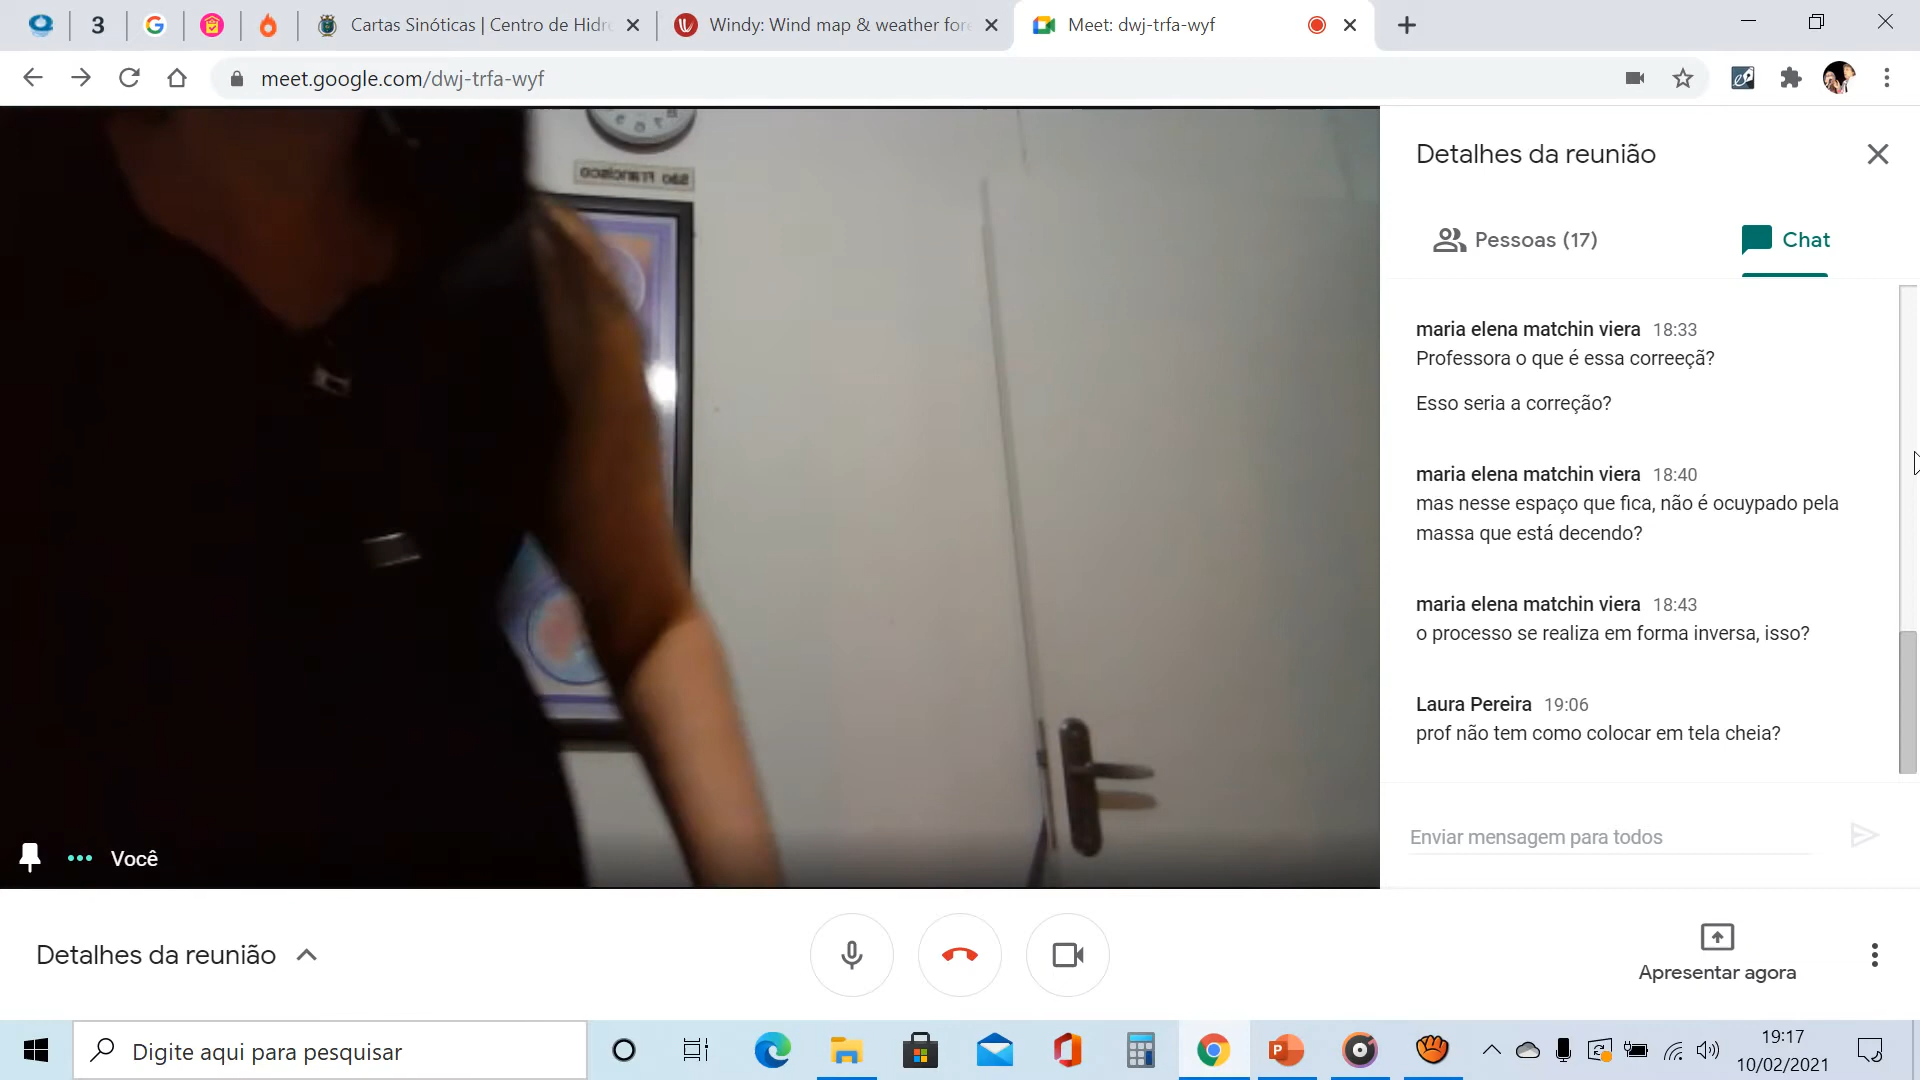 3
Cartas Sinóticas | Centro de Hidr
Windy: Wind map & weather for
Meet: dwj-trfa-wyf
meet.google.com/dwj-trfa-wyf
São Francisco
Detalhes da reunião
Pessoas (17)
Chat
maria elena matchin viera 18:33
Professora o que é essa correeçã?
Esso seria a correção?
maria elena matchin viera 18:40
mas nesse espaço que fica, não é ocuypado pela
massa que está decendo?
maria elena matchin viera 18:43
o processo se realiza em forma inversa, isso?
Laura Pereira 19:06
prof não tem como colocar em tela cheia?
Enviar mensagem para todos
Você
Detalhes da reunião
Apresentar agora
Digite aqui para pesquisar
19:17
10/02/2021